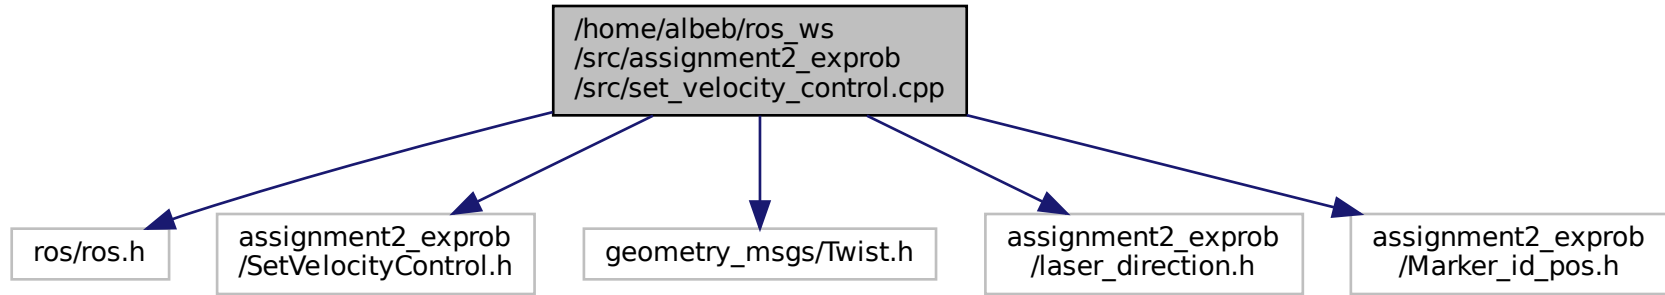 /home/albeb/ros_ws
/src/assignment2_exprob
/src/set_velocity_control.cpp
ros/ros.h
assignment2_exprob
/SetVelocityControl.h
geometry_msgs/Twist.h
assignment2_exprob
/laser_direction.h
assignment2_exprob
/Marker_id_pos.h